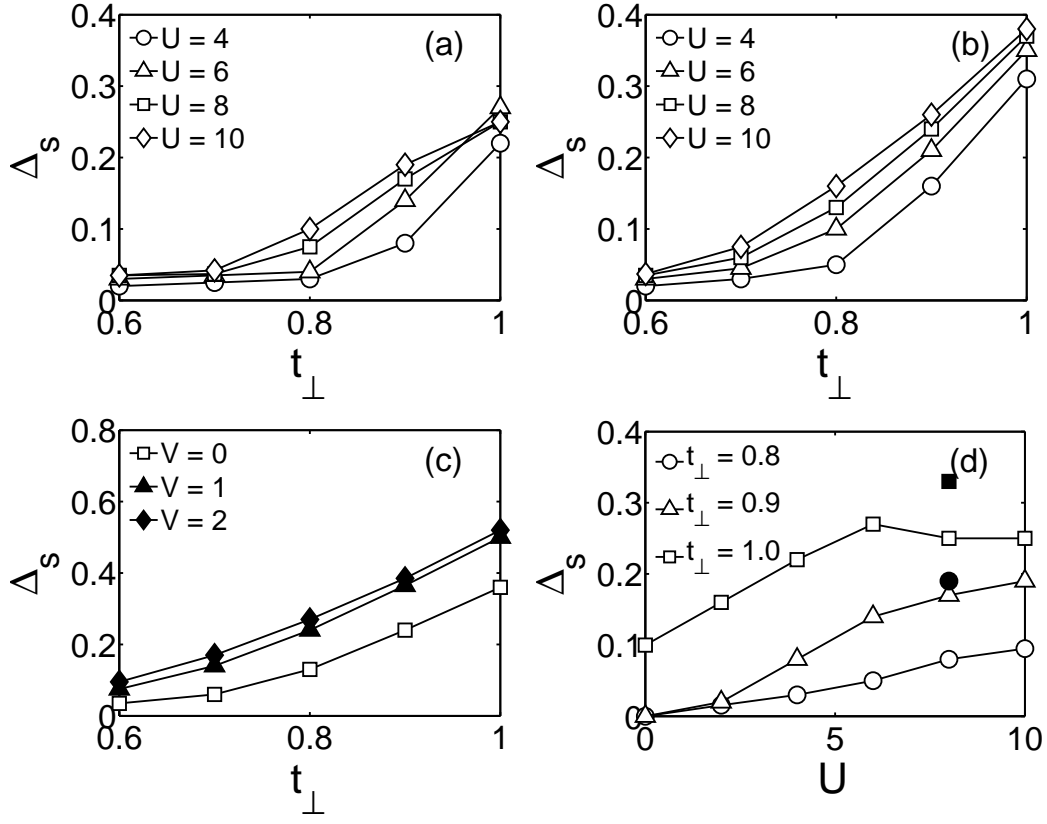 (a)
U = 4
U = 6
U = 8
U = 10
0.4
0.3
0.2
0.1
0
Δs
0.6
0.8
1
t⊥
(b)
U = 4
U = 6
U = 8
U = 10
0.4
0.3
0.2
0.1
0
Δs
0.6
0.8
1
t⊥
(c)
V = 0
V = 1
V = 2
0.8
0.6
0.4
0.2
0
Δs
0.6
0.8
1
t⊥
(d)
t⊥ = 0.8
t⊥ = 0.9
t⊥ = 1.0
0.4
0.3
0.2
0.1
0
Δs
0
5
10
U